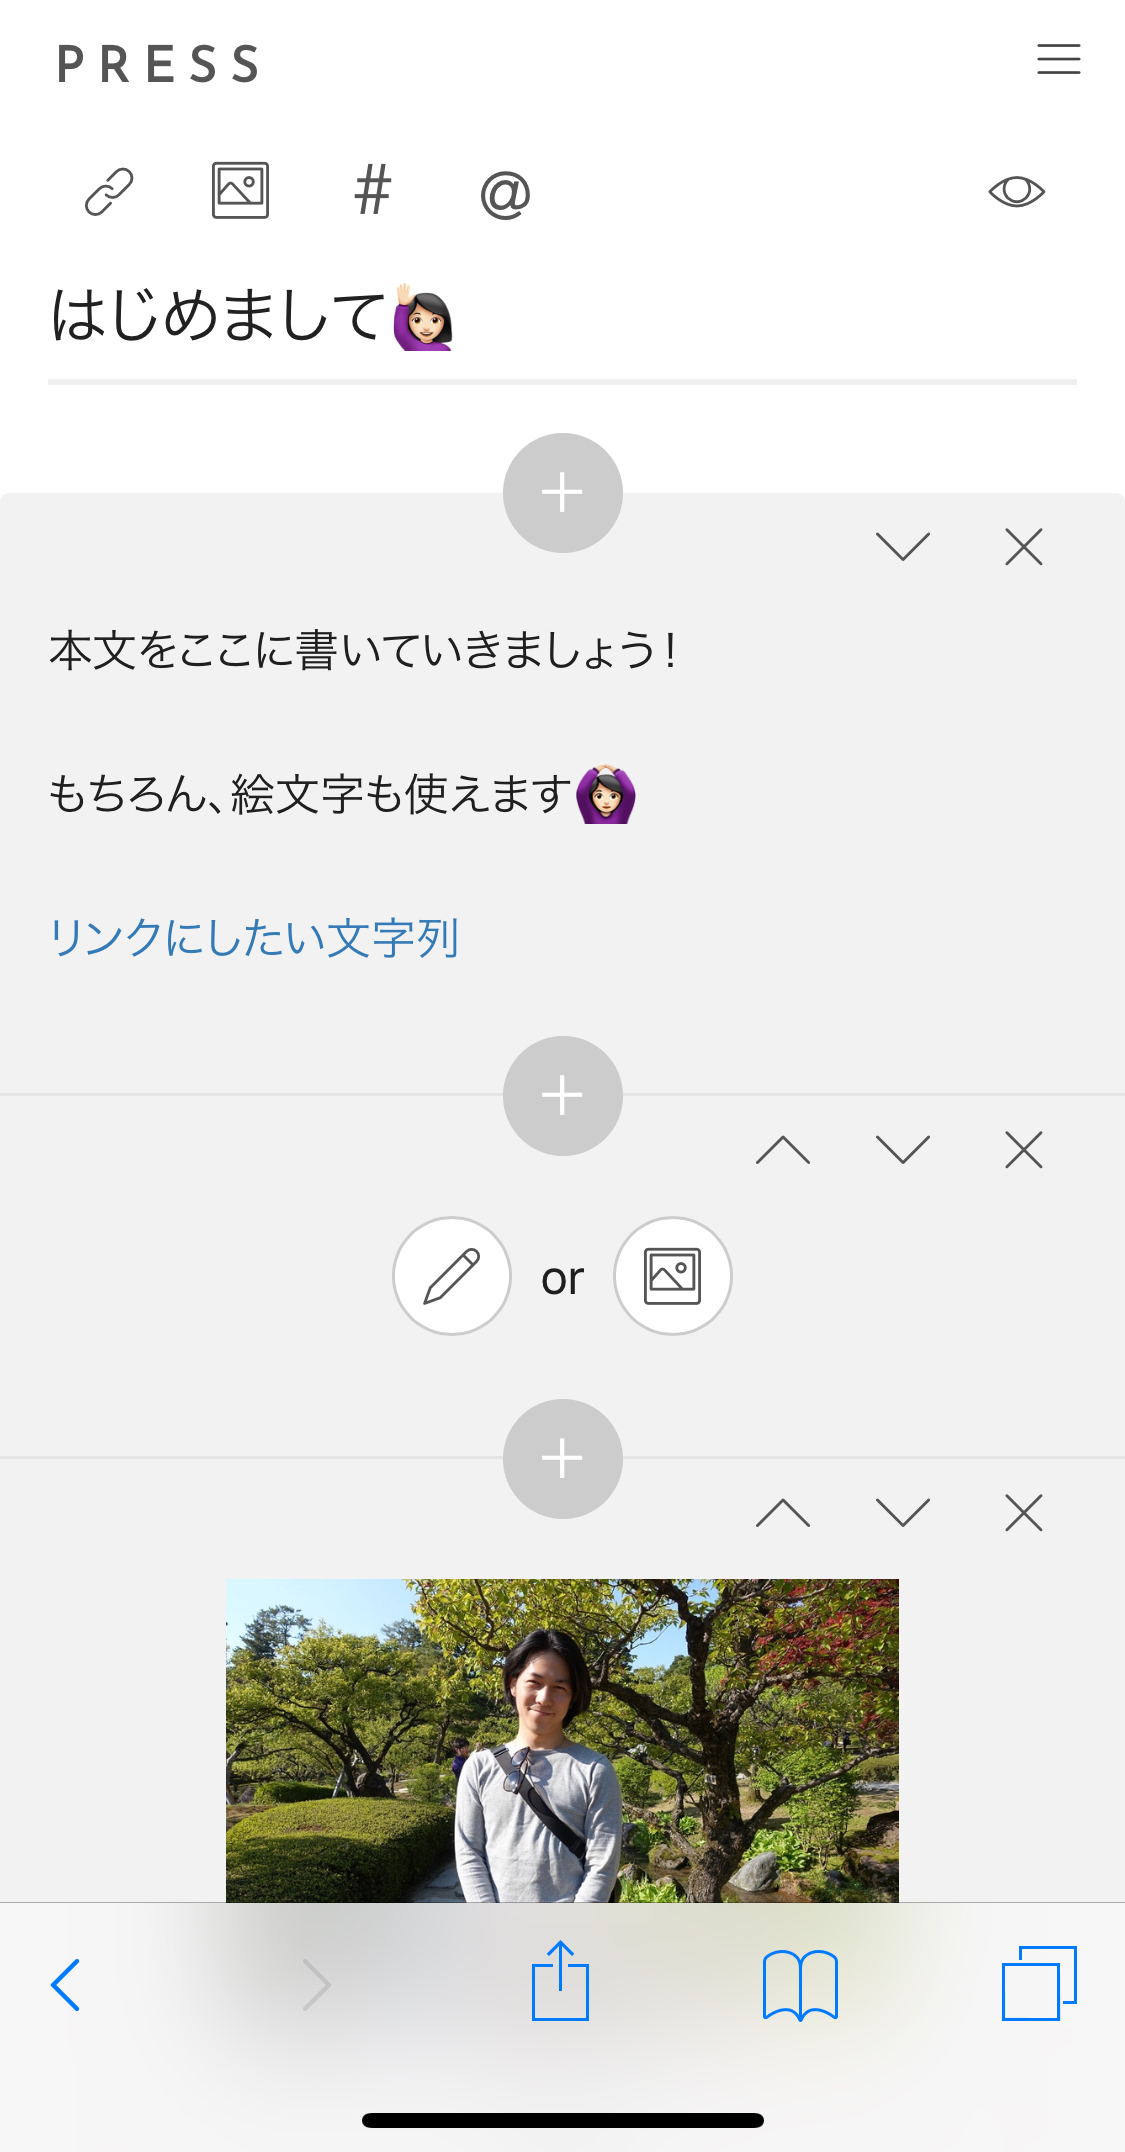 PRESS
# @
はじめまして🙋🏻‍♀️
本文をここに書いていきましょう！
もちろん、絵文字も使えます🙆🏻‍♀️
リンクにしたい文字列
or